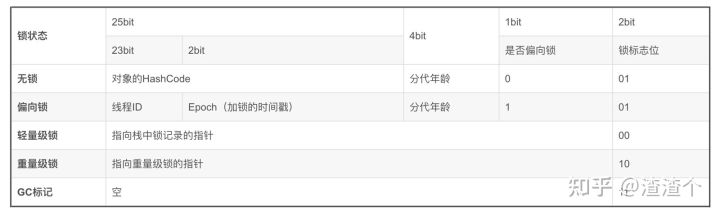 锁状态 25bit 4bit 1bit 2bit
23bit 2bit 是否偏向锁 锁标志位
无锁 对象的HashCode 分代年龄 0 01
偏向锁 线程ID Epoch（加锁的时间戳） 分代年龄 1 01
轻量级锁 指向栈中锁记录的指针 00
重量级锁 指向重量级锁的指针 10
GC标记 空
知乎 @渣渣个